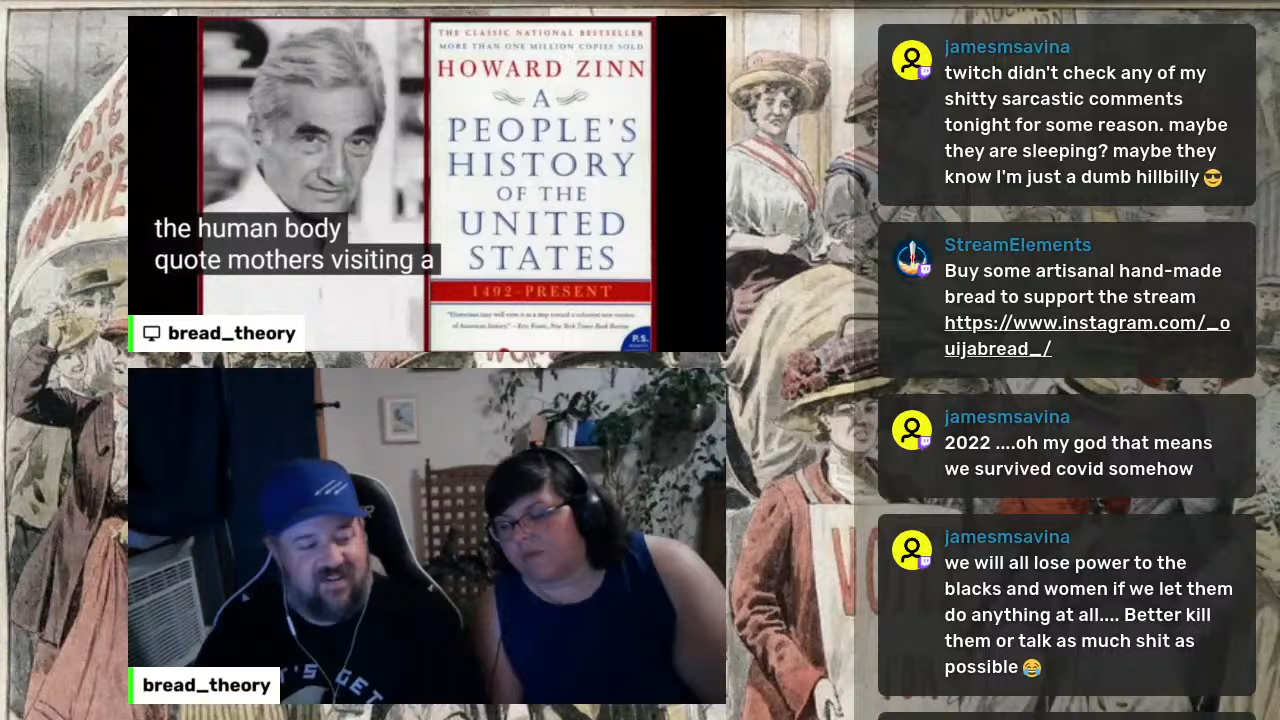 THE CLASSIC NATIONAL BESTSELLER
MORE THAN ONE MILLION COPIES SOLD
HOWARD ZINN
A
PEOPLE'S
HISTORY
OF THE
UNITED
STATES
1492–PRESENT
P.S.
the human body
quote mothers visiting a
bread_theory
bread_theory
VOTE
FOR
WOMEN
jamesmsavina
twitch didn't check any of my
shitty sarcastic comments
tonight for some reason. maybe
they are sleeping? maybe they
know I'm just a dumb hillbilly 😎
StreamElements
Buy some artisanal hand-made
bread to support the stream
https://www.instagram.com/_o
uijabread_/
jamesmsavina
2022 ....oh my god that means
we survived covid somehow
jamesmsavina
we will all lose power to the
blacks and women if we let them
do anything at all.... Better kill
them or talk as much shit as
possible 😂